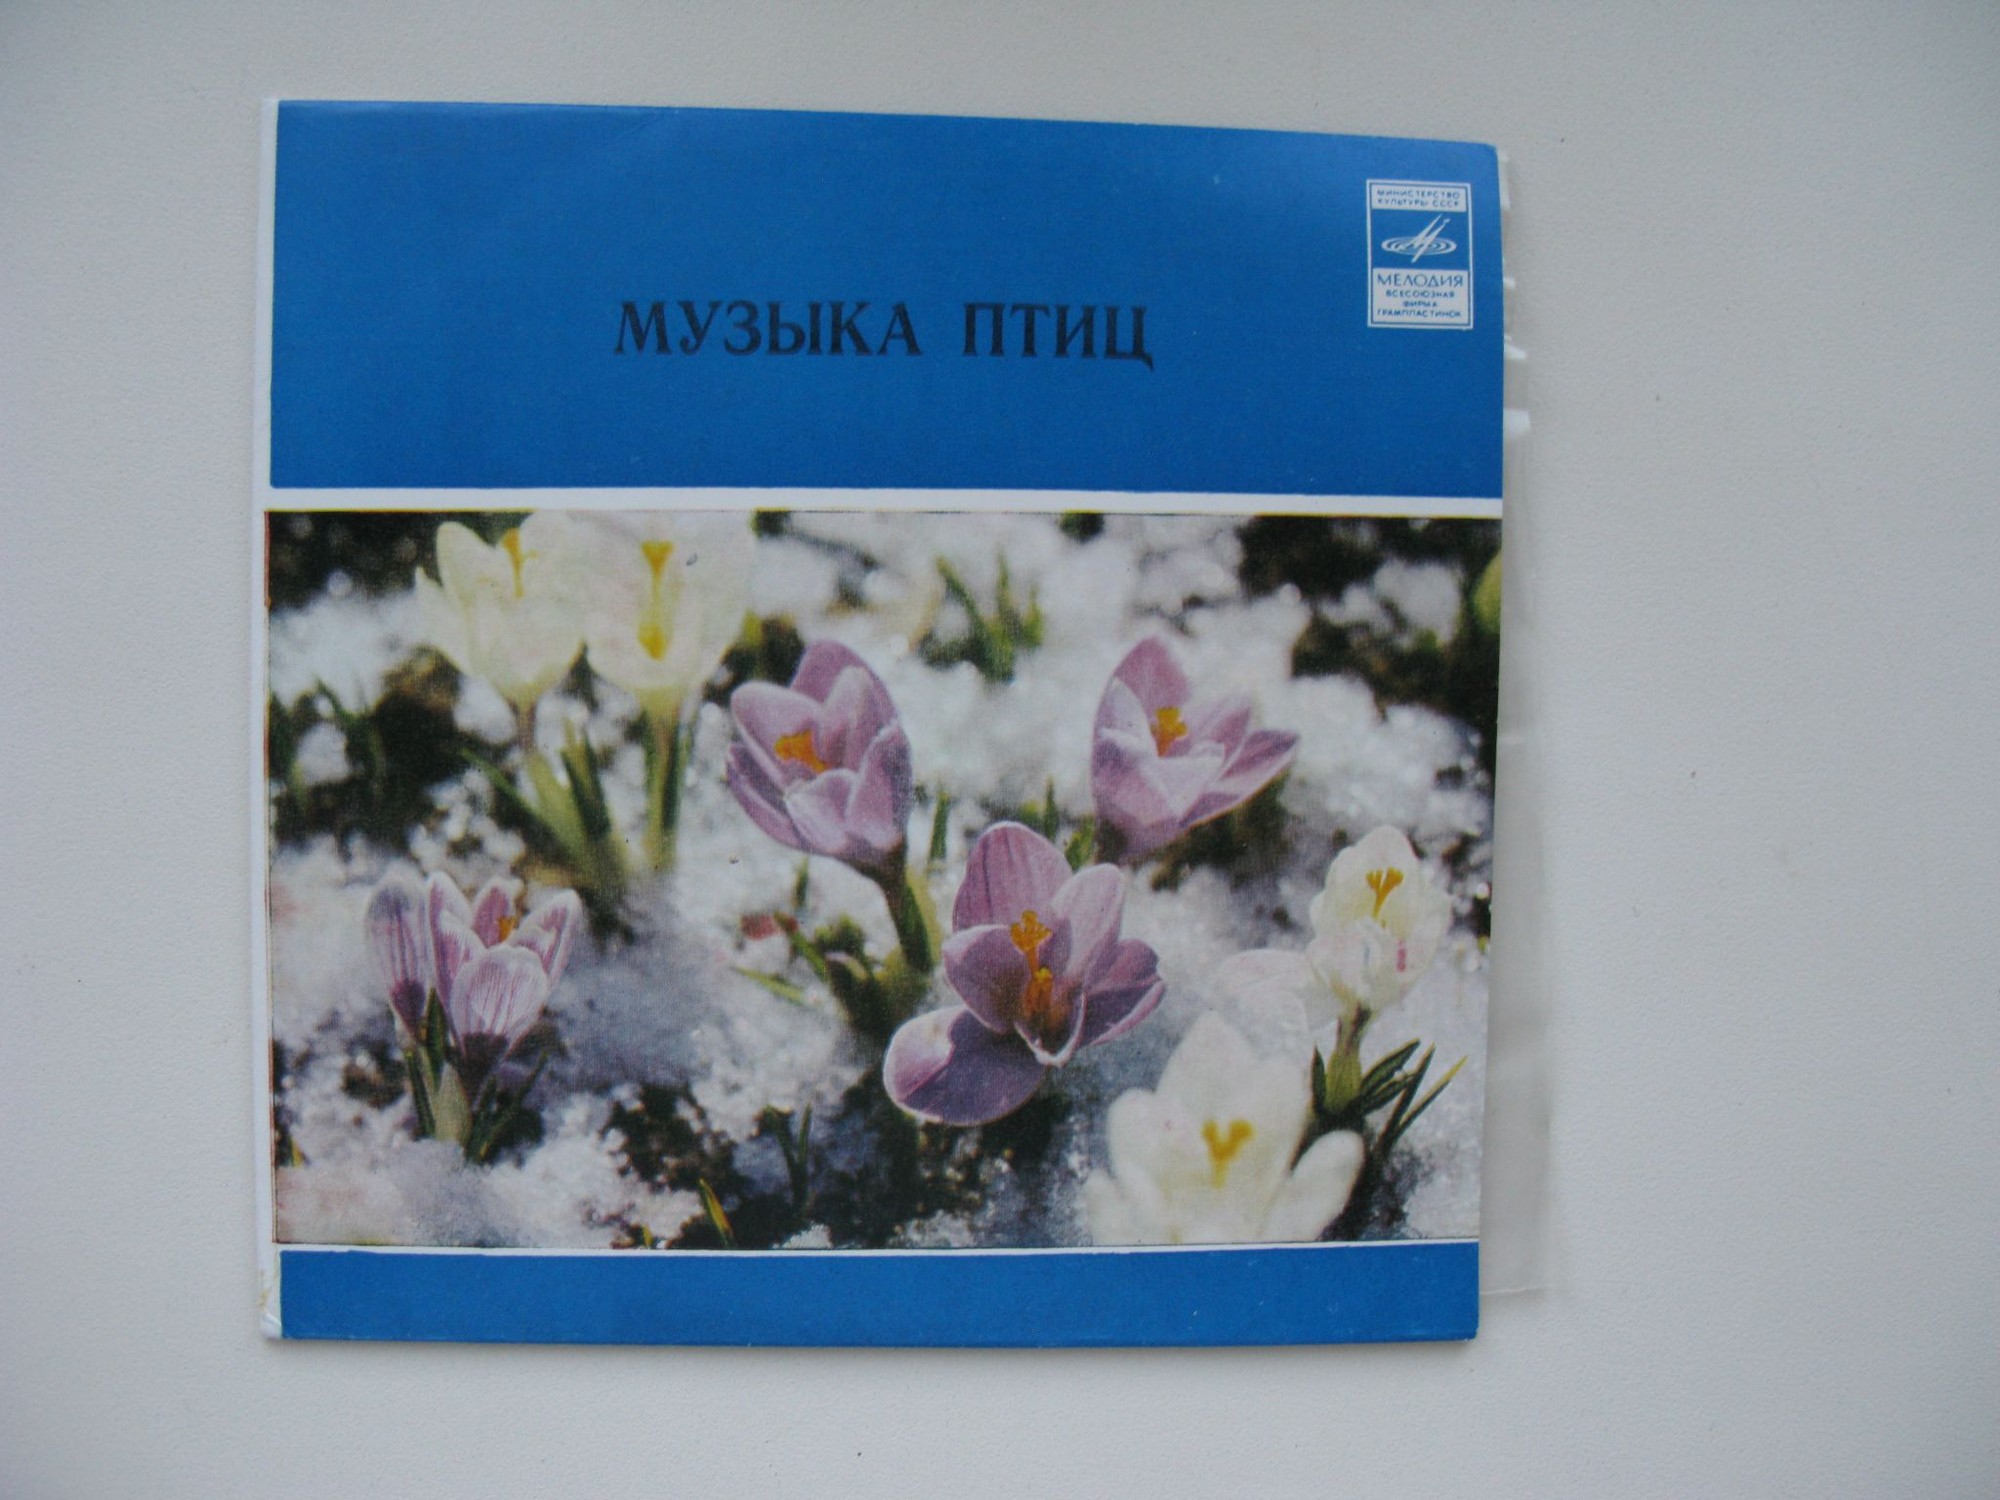 МИНИСТЕРСТВО
КУЛЬТУРЫ СССР
МЕЛОДИЯ
ВСЕСОЮЗНАЯ
ФИРМА
ГРАМПЛАСТИНОК
МУЗЫКА ПТИЦ